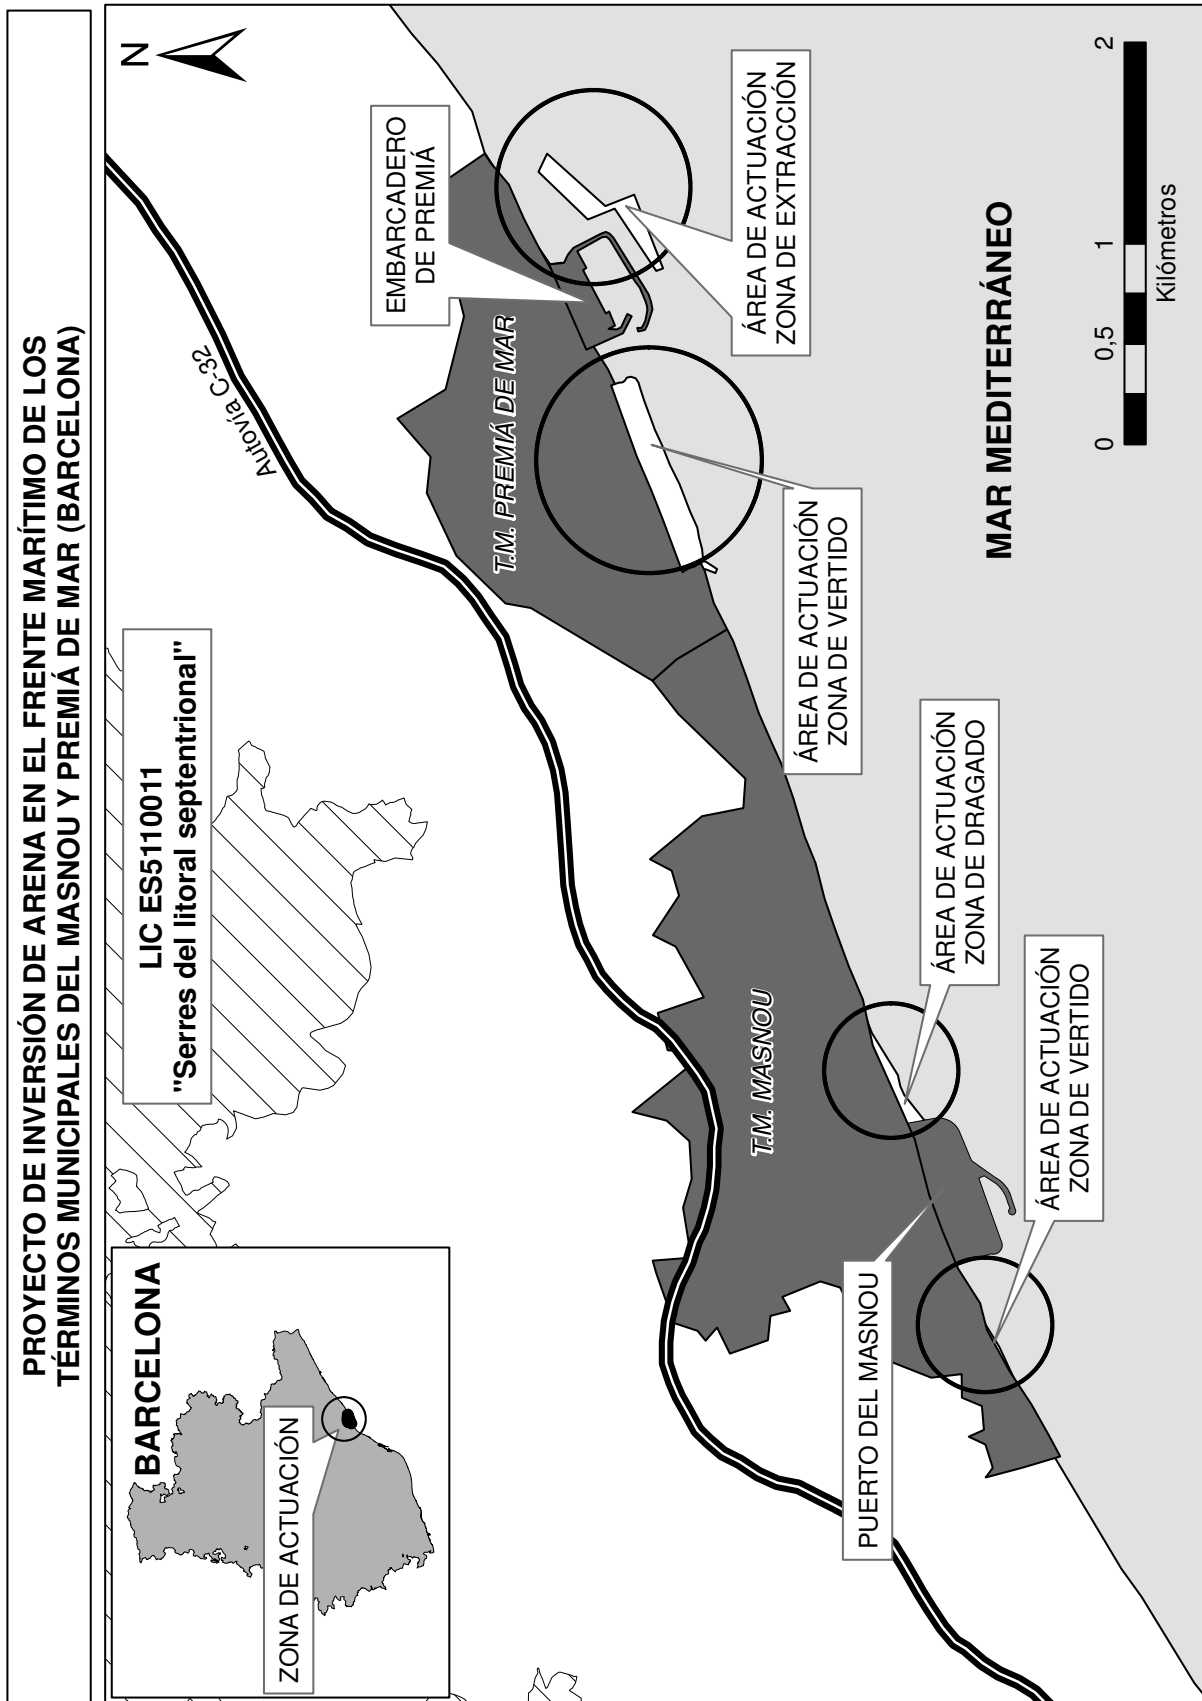 PROYECTO DE INVERSIÓN DE ARENA EN EL FRENTE MARÍTIMO DE LOS
TÉRMINOS MUNICIPALES DEL MASNOU Y PREMIÁ DE MAR (BARCELONA)
BARCELONA
ZONA DE ACTUACIÓN
LIC ES5110011
"Serres del litoral septentrional"
Autovía C-32
N
EMBARCADERO
DE PREMIÁ
T.M. PREMIÁ DE MAR
ÁREA DE ACTUACIÓN
ZONA DE EXTRACCIÓN
T.M. MASNOU
ÁREA DE ACTUACIÓN
ZONA DE VERTIDO
PUERTO DEL MASNOU
ÁREA DE ACTUACIÓN
ZONA DE DRAGADO
ÁREA DE ACTUACIÓN
ZONA DE VERTIDO
MAR MEDITERRÁNEO
0 0,5 1 2
Kilómetros